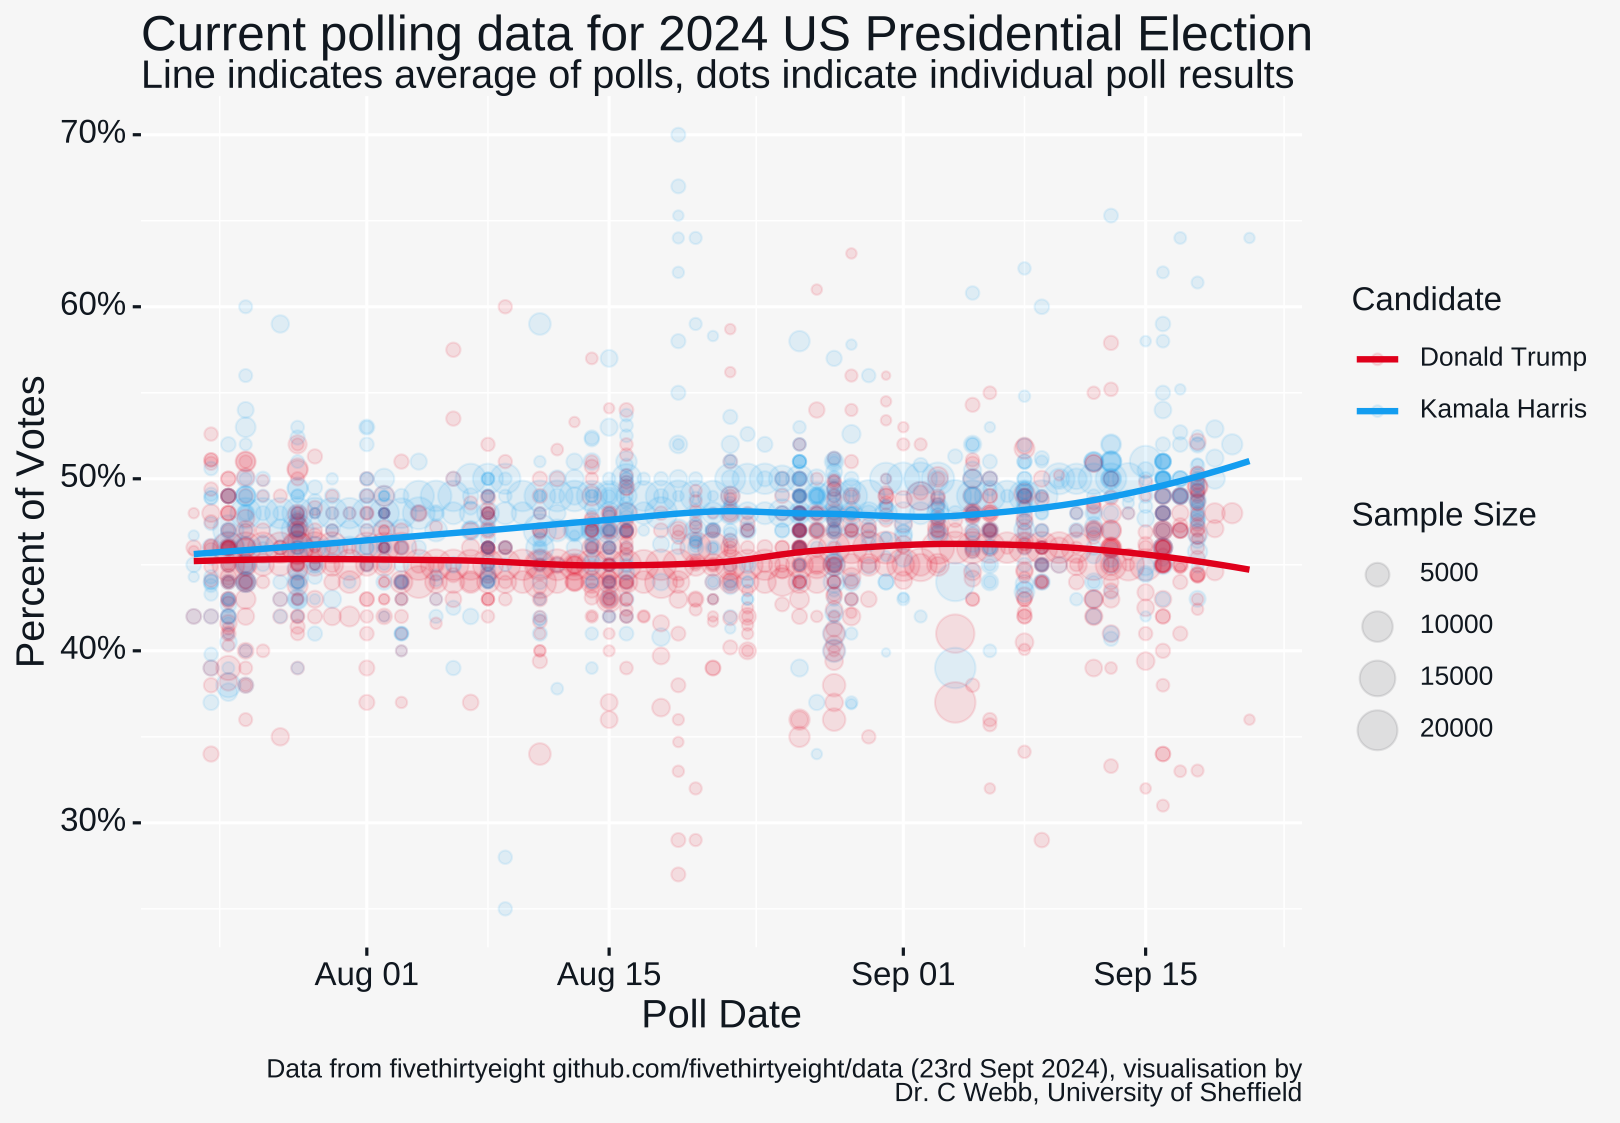 Current polling data for 2024 US Presidential Election
Line indicates average of polls, dots indicate individual poll results
Percent of Votes
70%
60%
50%
40%
30%
Aug 01
Aug 15
Sep 01
Sep 15
Poll Date
Candidate
Donald Trump
Kamala Harris
Sample Size
5000
10000
15000
20000
Data from fivethirtyeight github.com/fivethirtyeight/data (23rd Sept 2024), visualisation by
Dr. C Webb, University of Sheffield